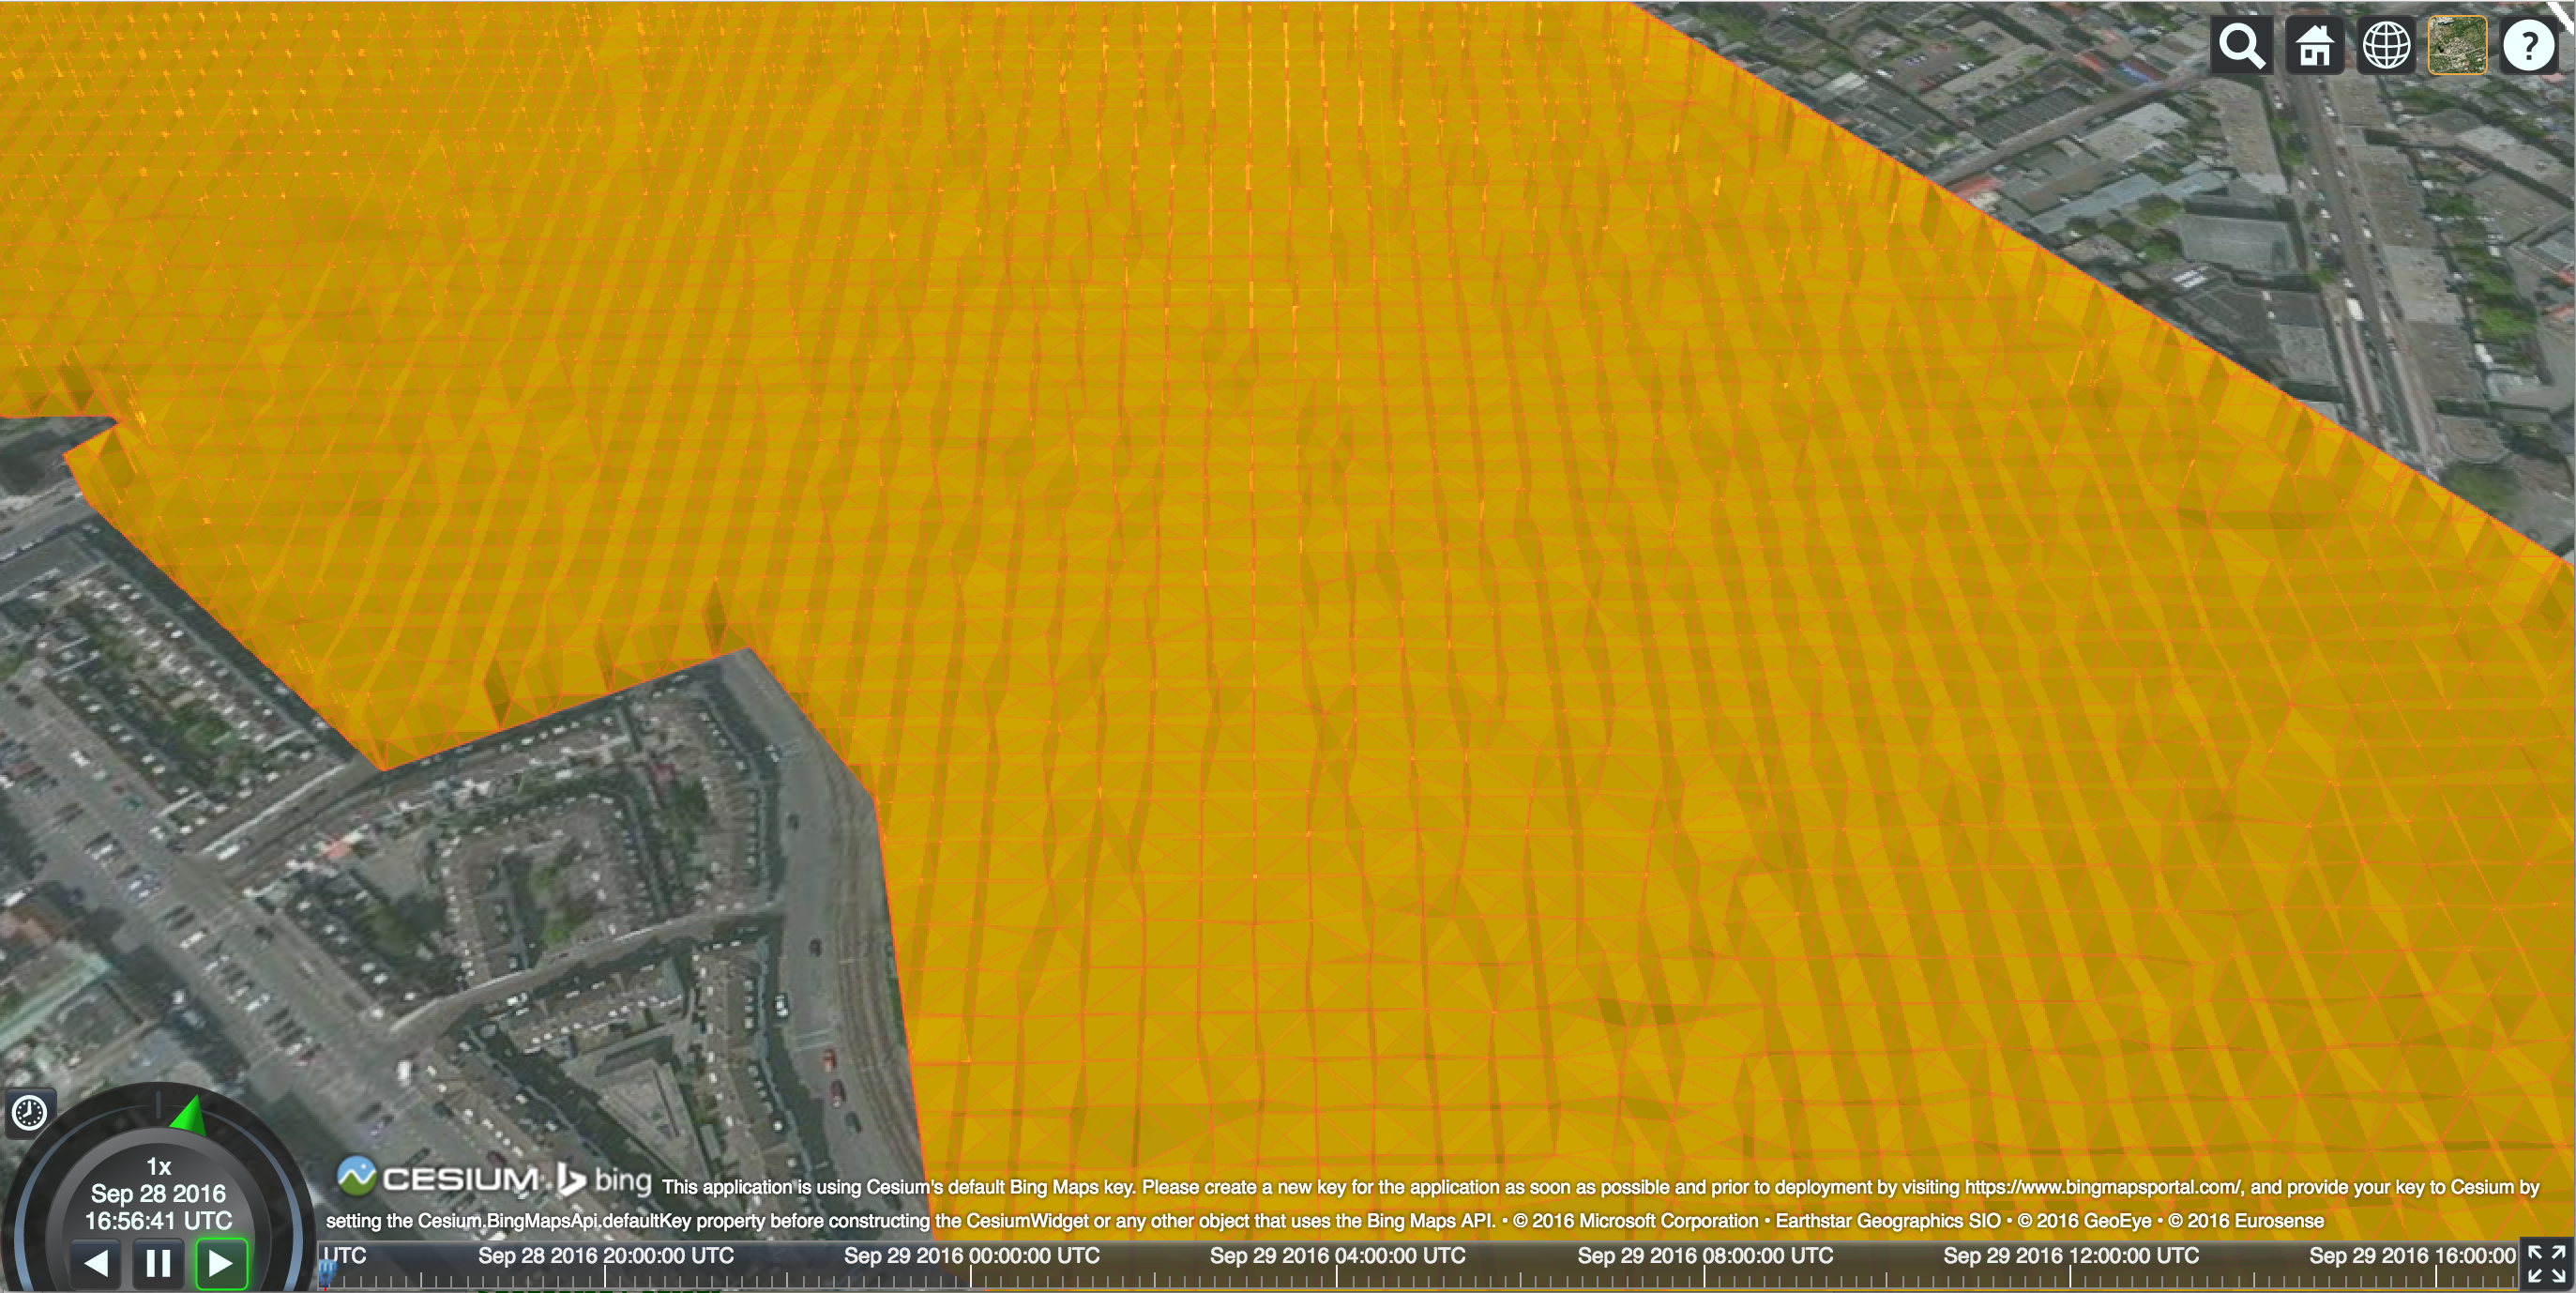 ?
1x
Sep 28 2016
16:56:41 UTC
CESIUM bing This application is using Cesium's default Bing Maps key. Please create a new key for the application as soon as possible and prior to deployment by visiting https://www.bingmapsportal.com/, and provide your key to Cesium by
setting the Cesium.BingMapsApi.defaultKey property before constructing the CesiumWidget or any other object that uses the Bing Maps API. • © 2016 Microsoft Corporation • Earthstar Geographics SIO • © 2016 GeoEye • © 2016 Eurosense
UTC Sep 28 2016 20:00:00 UTC Sep 29 2016 00:00:00 UTC Sep 29 2016 04:00:00 UTC Sep 29 2016 08:00:00 UTC Sep 29 2016 12:00:00 UTC Sep 29 2016 16:00:00